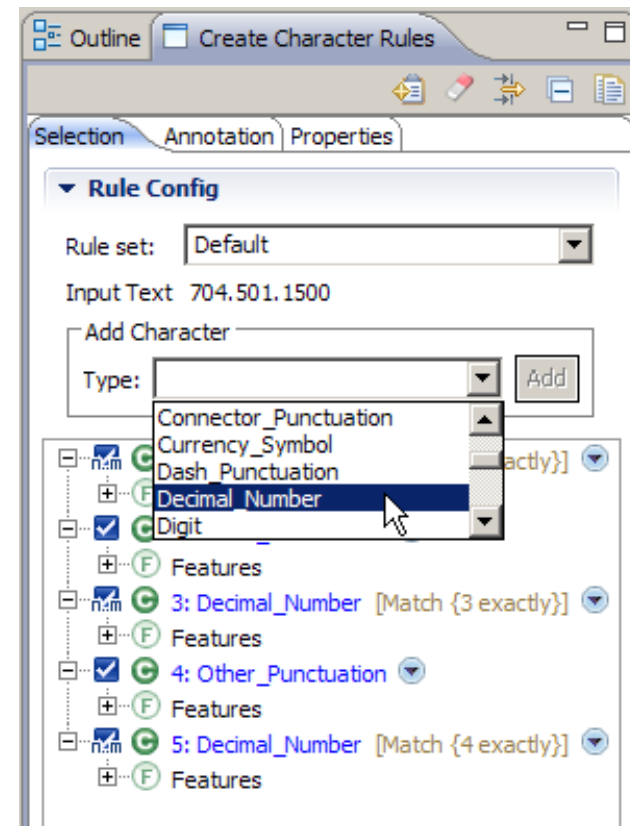 Outline Create Character Rules
Selection Annotation Properties
Rule Config
Rule set: Default
Input Text 704.501.1500
Add Character
Type: Add
Connector_Punctuation
Currency_Symbol
Dash_Punctuation
Decimal_Number
Digit
C actly}]
F
C _
F Features
C 3: Decimal_Number [Match {3 exactly}]
F Features
C 4: Other_Punctuation
F Features
C 5: Decimal_Number [Match {4 exactly}]
F Features